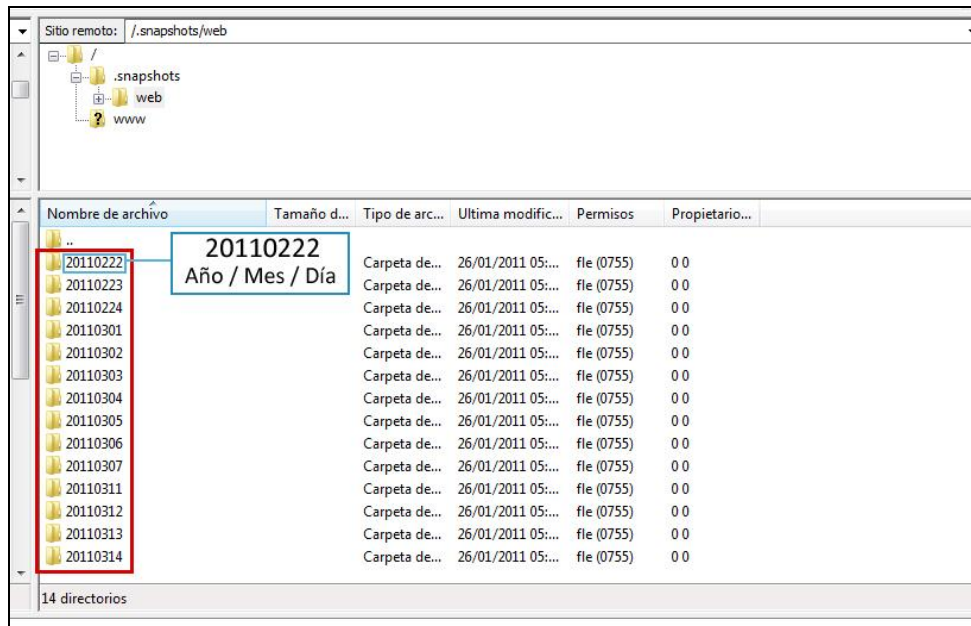 Sitio remoto: /.snapshots/web
/
.snapshots
web
? www
Nombre de archivo Tamaño d... Tipo de arc... Ultima modific... Permisos Propietario...
..
20110222 Carpeta de... 26/01/2011 05:... fle (0755) 0 0
20110222
Año / Mes / Día
20110223 Carpeta de... 26/01/2011 05:... fle (0755) 0 0
20110224 Carpeta de... 26/01/2011 05:... fle (0755) 0 0
20110301 Carpeta de... 26/01/2011 05:... fle (0755) 0 0
20110302 Carpeta de... 26/01/2011 05:... fle (0755) 0 0
20110303 Carpeta de... 26/01/2011 05:... fle (0755) 0 0
20110304 Carpeta de... 26/01/2011 05:... fle (0755) 0 0
20110305 Carpeta de... 26/01/2011 05:... fle (0755) 0 0
20110306 Carpeta de... 26/01/2011 05:... fle (0755) 0 0
20110307 Carpeta de... 26/01/2011 05:... fle (0755) 0 0
20110311 Carpeta de... 26/01/2011 05:... fle (0755) 0 0
20110312 Carpeta de... 26/01/2011 05:... fle (0755) 0 0
20110313 Carpeta de... 26/01/2011 05:... fle (0755) 0 0
20110314 Carpeta de... 26/01/2011 05:... fle (0755) 0 0
14 directorios